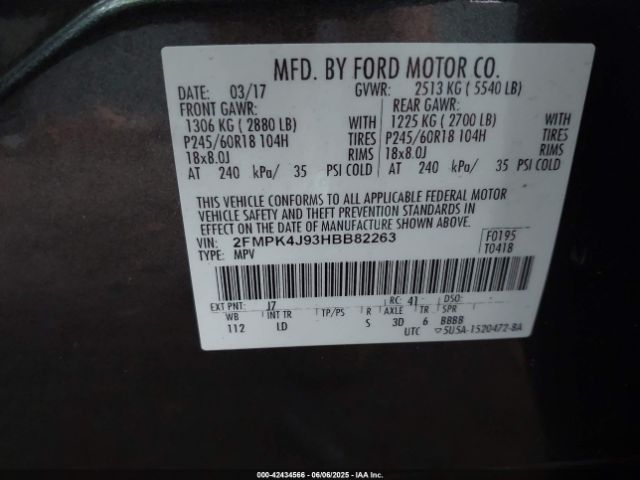 MFD. BY FORD MOTOR CO.
DATE: 03/17 GVWR: 2513 KG ( 5540 LB)
FRONT GAWR: REAR GAWR:
1306 KG ( 2880 LB) WITH 1225 KG ( 2700 LB) WITH
P245/60R18 104H TIRES P245/60R18 104H TIRES
18x8.0J RIMS 18x8.0J RIMS
AT 240 kPa/ 35 PSI COLD AT 240 kPa/ 35 PSI COLD
THIS VEHICLE CONFORMS TO ALL APPLICABLE FEDERAL MOTOR
VEHICLE SAFETY AND THEFT PREVENTION STANDARDS IN
EFFECT ON THE DATE OF MANUFACTURE SHOWN ABOVE.
VIN: 2FMPK4J93HBB82263 F0195
TYPE: MPV T0418
EXT PNT: J7 RC: 41 DSO:
WB INT TR TP/PS R AXLE TR SPR
112 LD S 3D 6 BBBB
UTC 5U5A-1520472-BA
000-42434566 - 06/06/2025 - IAA Inc.